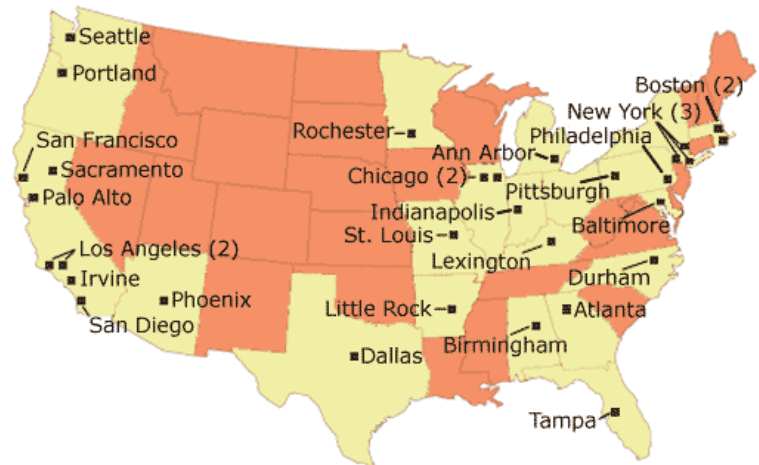 Seattle
Portland
Boston (2)
New York (3)
Rochester
Philadelphia
San Francisco
Ann Arbor
Sacramento
Chicago (2)
Pittsburgh
Palo Alto
Indianapolis
Baltimore
St. Louis
Los Angeles (2)
Lexington
Irvine
Durham
Phoenix
Little Rock
Atlanta
San Diego
Birmingham
Dallas
Tampa